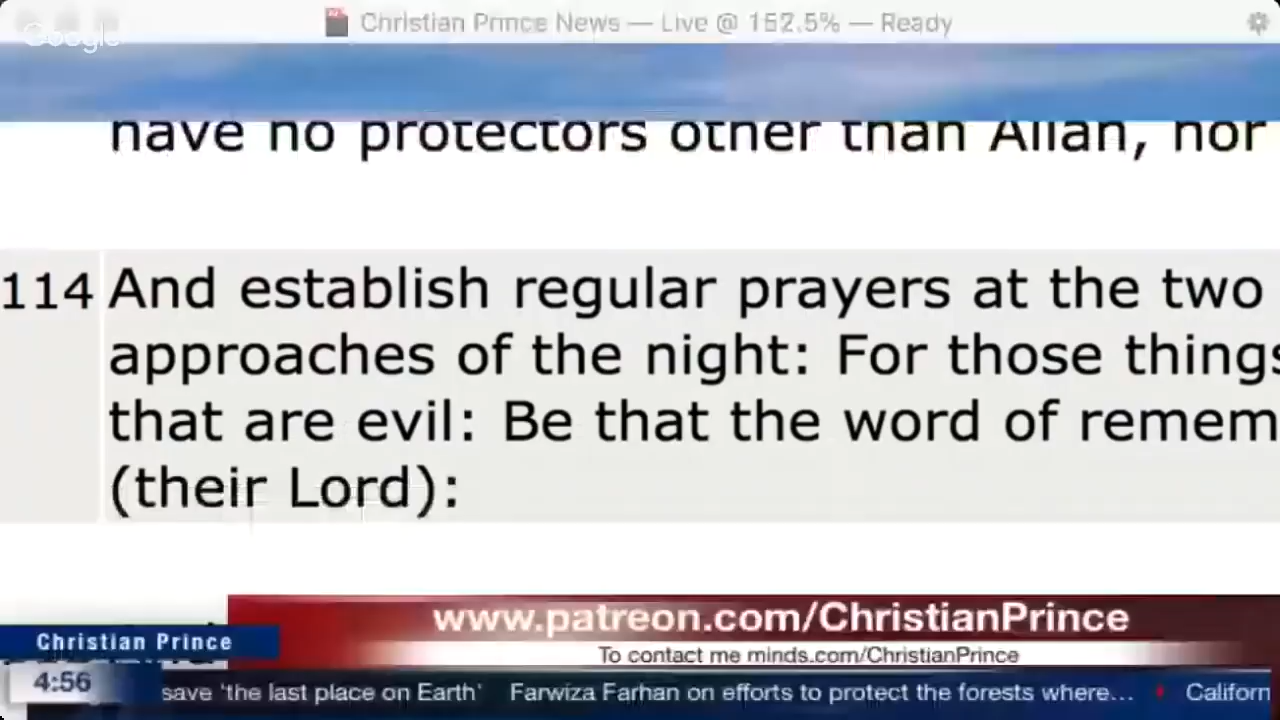 Christian Prince News — Live @ 152.5% — Ready
Google
have no protectors other than Allah, nor
114 And establish regular prayers at the two
approaches of the night: For those things
that are evil: Be that the word of remem
(their Lord):
www.patreon.com/ChristianPrince
Christian Prince
To contact me minds.com/ChristianPrince
4:56
save 'the last place on Earth' Farwiza Farhan on efforts to protect the forests where... • Californ